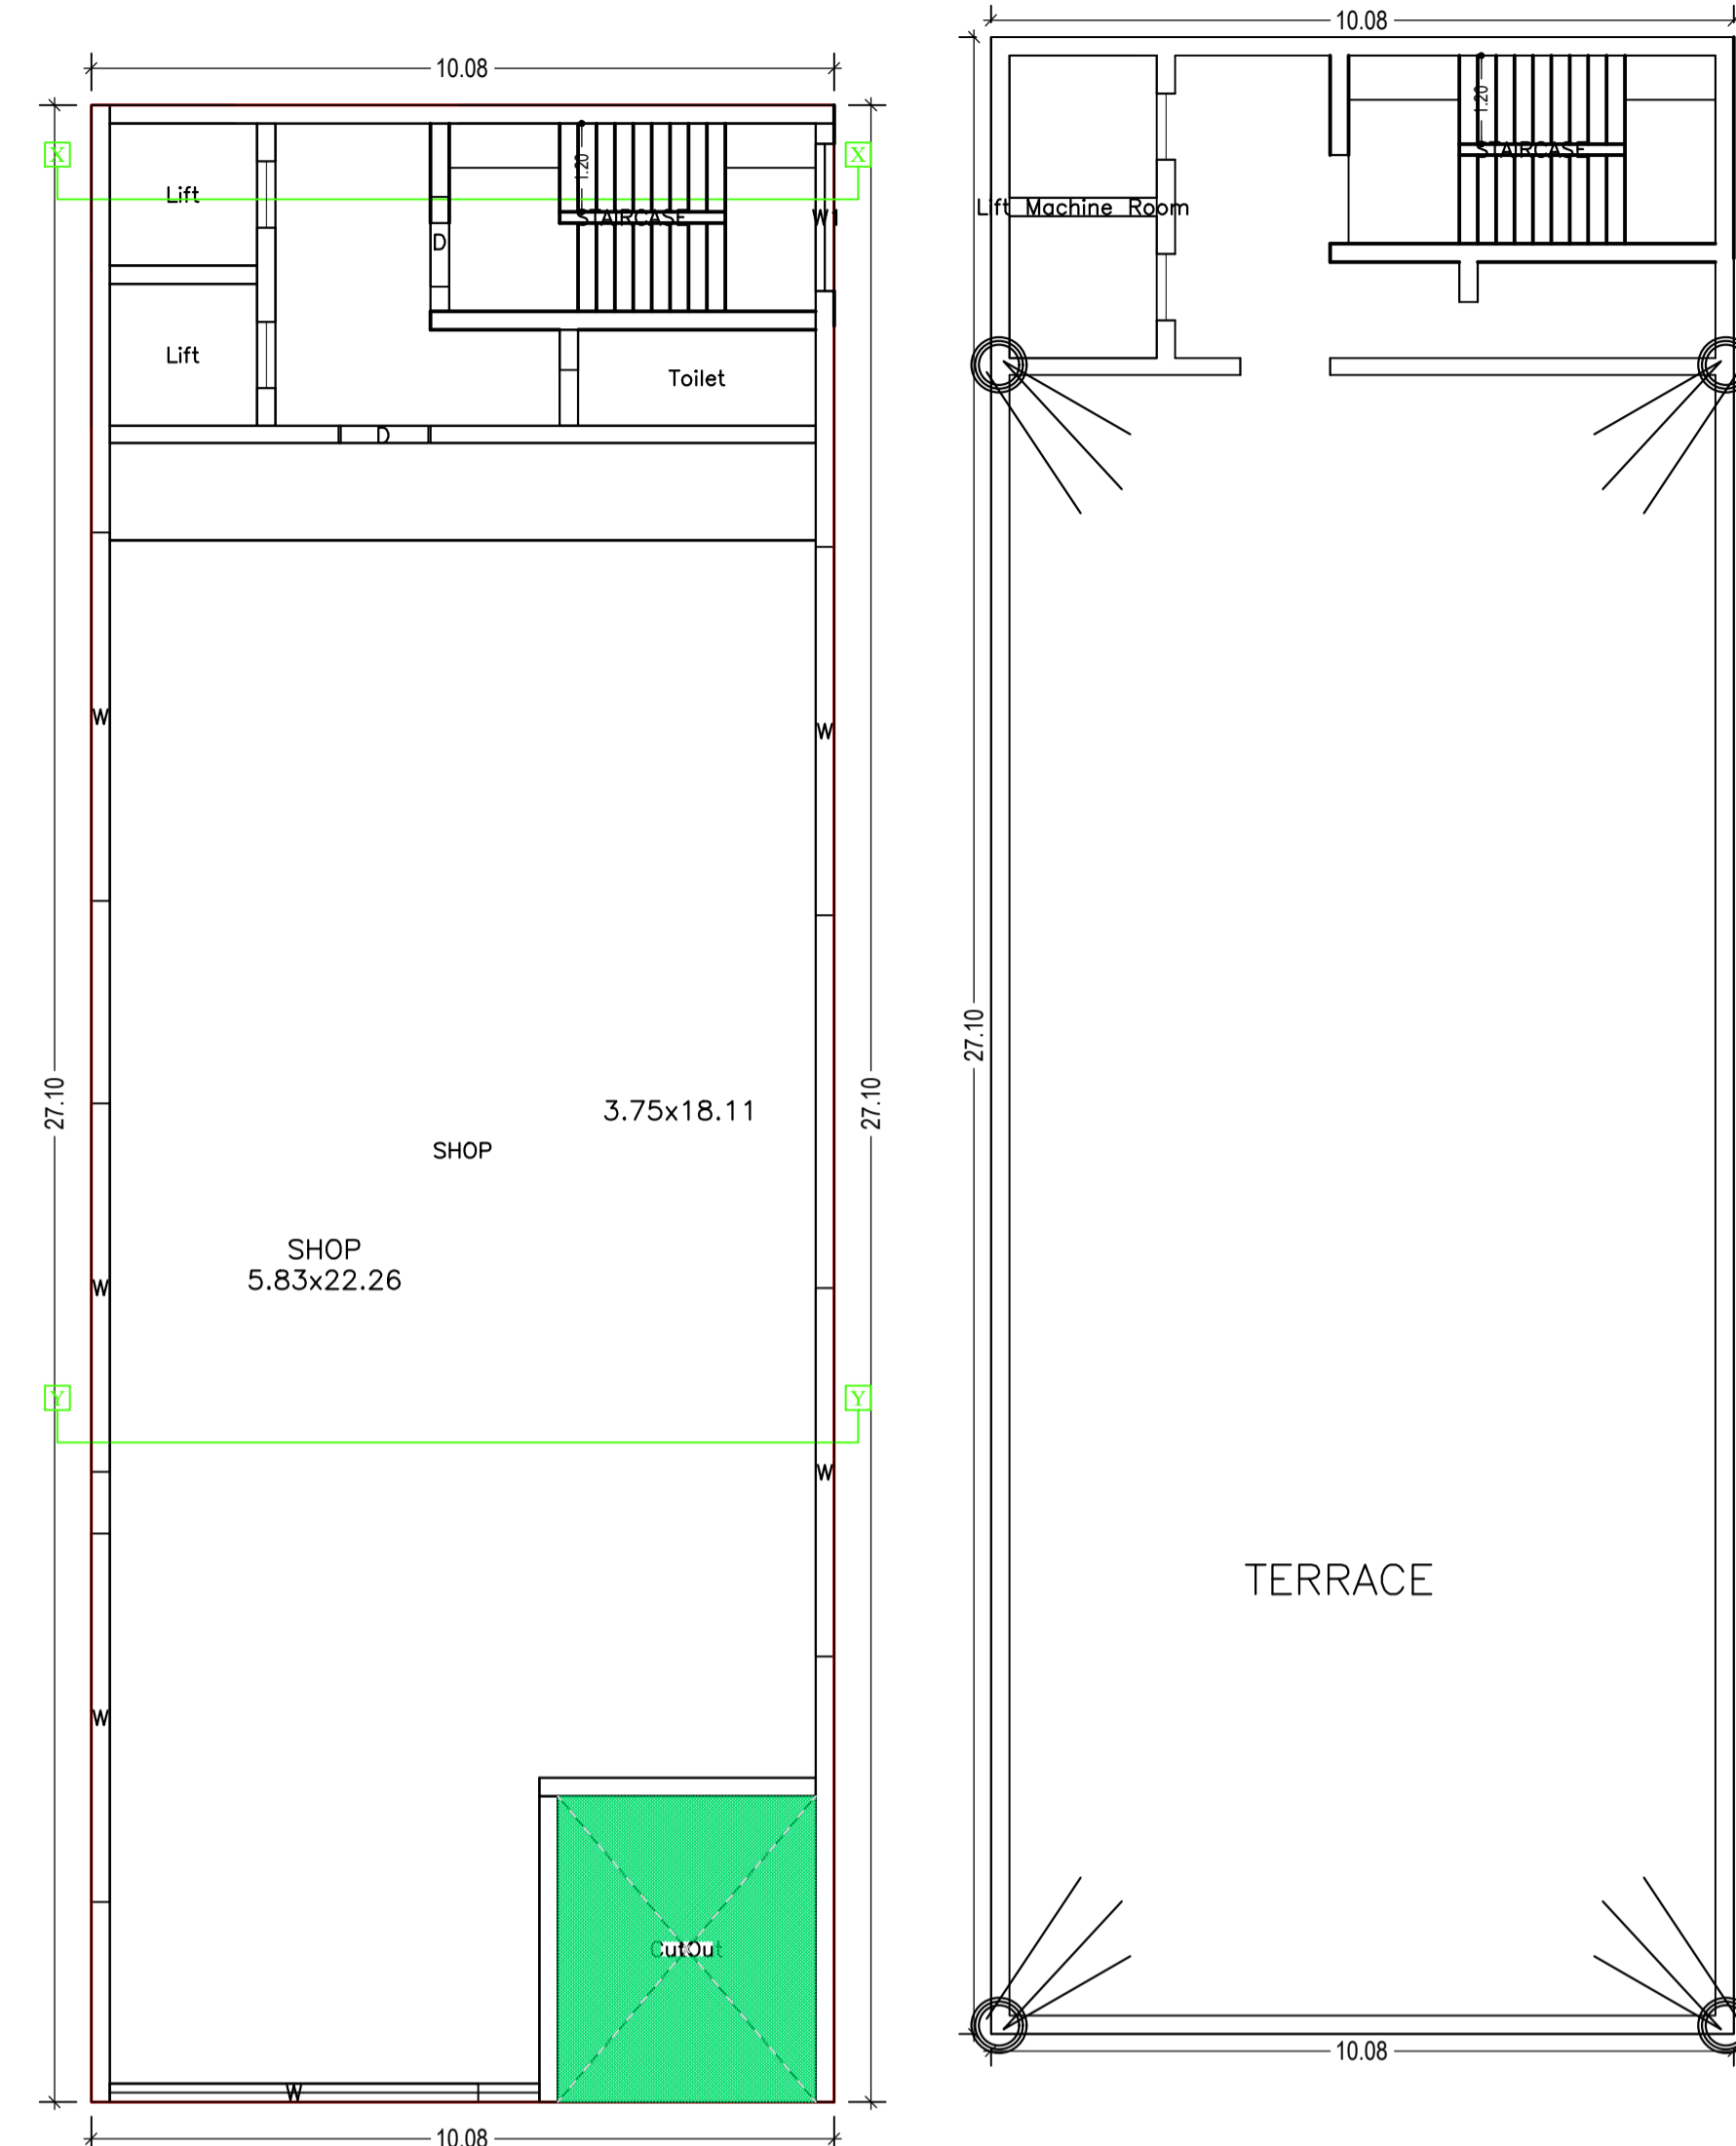 10.08
X
X
Lift
1.20
STAIRCASE
W1
D
Lift
Toilet
D
W
W
27.10
27.10
3.75x18.11
SHOP
SHOP
5.83x22.26
W
Y
Y
W
W
CutOut
W
10.08
10.08
1.20
STAIRCASE
Lift Machine Room
27.10
TERRACE
10.08